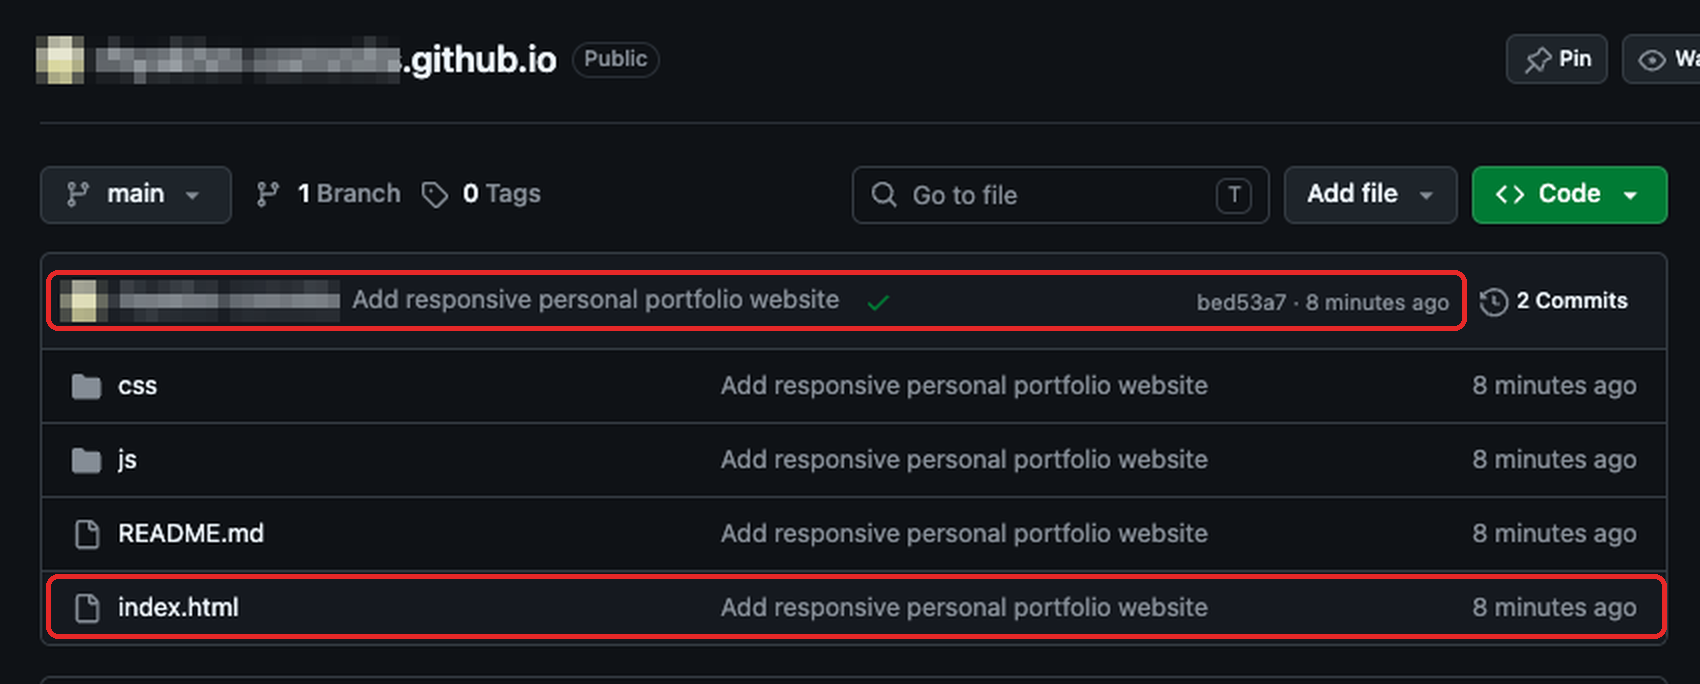 .github.io Public Pin
main 1 Branch 0 Tags Go to file T Add file Code
Add responsive personal portfolio website bed53a7 · 8 minutes ago 2 Commits
css Add responsive personal portfolio website 8 minutes ago
js Add responsive personal portfolio website 8 minutes ago
README.md Add responsive personal portfolio website 8 minutes ago
index.html Add responsive personal portfolio website 8 minutes ago